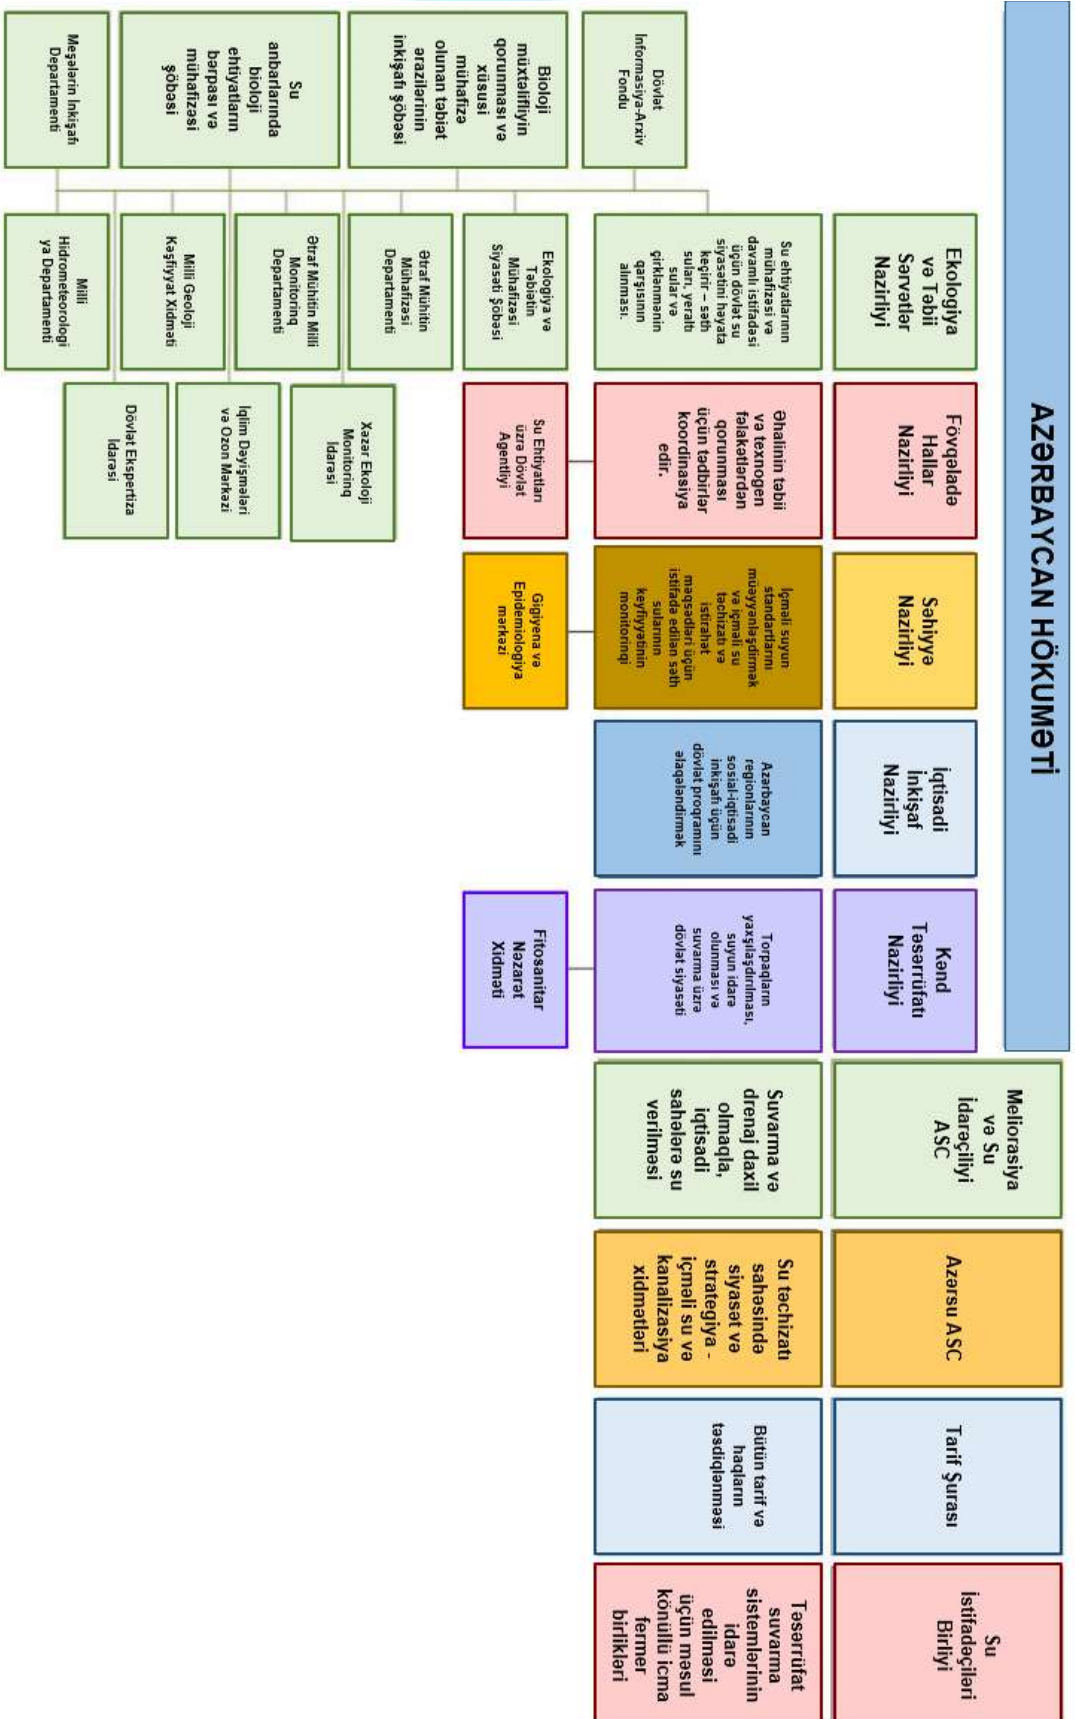 AZƏRBAYCAN HÖKUMƏTİ
Ekologiya
və Təbii
Sərvətlər
Nazirliyi
Fövqəladə
Hallar
Nazirliyi
Səhiyyə
Nazirliyi
İqtisadi
İnkişaf
Nazirliyi
Kənd
Təsərrüfatı
Nazirliyi
Meliorasiya
və Su
İdarəçiliyi
ASC
Azərsu ASC
Tarif Şurası
Su
İstifadəçiləri
Birliyi
Su ehtiyatlarının
mühafizəsi və
davamlı istifadəsi
üçün dövlət su
siyasətini həyata
keçirir – səth
suları, yeraltı
sular və
çirklənmənin
qarşısının
alınması.
Əhalinin təbii
və texnogen
fəlakətlərdən
qorunması
üçün tədbirlər
koordinasiya
edir.
İçməli suyun
standartlarını
müəyyənləşdirmək
və içməli su
təchizatı və
istirahət
məqsədləri üçün
istifadə edilən səth
sularının
keyfiyyətinin
monitorinqi
Azərbaycan
regionlarının
sosial-iqtisadi
inkişafı üçün
dövlət proqramını
əlaqələndirmək
Torpaqların
yaxşılaşdırılması,
suyun idarə
olunması və
suvarma üzrə
dövlət siyasəti
Suvarma və
drenaj daxil
olmaqla,
iqtisadi
sahələrə su
verilməsi
Su təchizatı
sahəsində
siyasət və
strategiya -
içməli su və
kanalizasiya
xidmətləri
Bütün tarif və
haqların
təsdiqlənməsi
Təsərrüfat
suvarma
sistemlərinin
idarə
edilməsi
üçün məsul
könüllü icma
fermer
birlikləri
Dövlət
İnformasiya-Arxiv
Fondu
Bioloji
müxtəlifliyin
qorunması və
xüsusi
mühafizə
olunan təbiət
ərazilərinin
inkişafı şöbəsi
Su
anbarlarında
bioloji
ehtiyatların
bərpası və
mühafizəsi
şöbəsi
Meşələrin İnkişafı
Departamenti
Ekologiya və
Təbiətin
Mühafizəsi
Siyasəti Şöbəsi
Ətraf Mühitin
Mühafizəsi
Departamenti
Ətraf Mühitin Milli
Monitorinq
Departamenti
Milli Geoloji
Kəşfiyyat Xidməti
Milli
Hidrometeorologi
ya Departamenti
Su Ehtiyatları
üzrə Dövlət
Agentliyi
Gigiyena və
Epidemiologiya
mərkəzi
Fitosanitar
Nəzarət
Xidməti
Xəzər Ekoloji
Monitorinq
İdarəsi
İqlim Dəyişmələri
və Ozon Mərkəzi
Dövlət Ekspertiza
İdarəsi